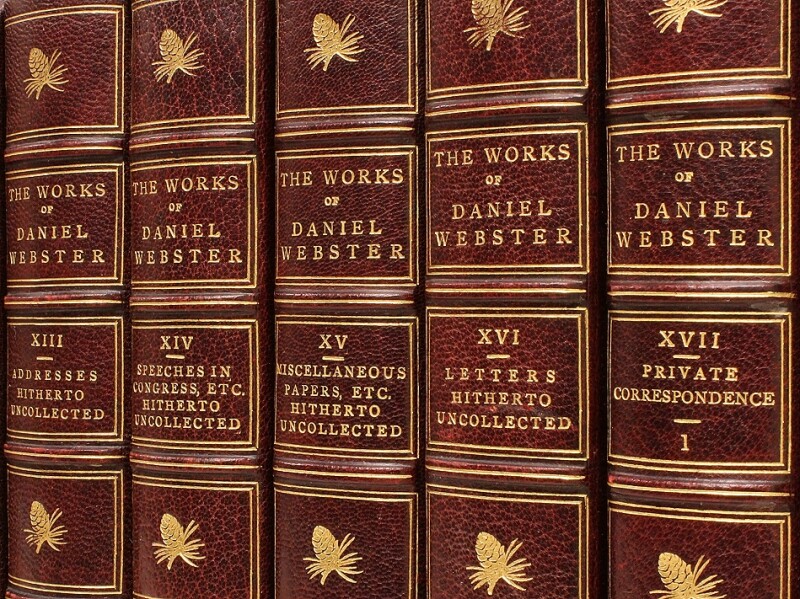 THE WORKS
OF
DANIEL
WEBSTER
XIII
ADDRESSES
HITHERTO
UNCOLLECTED
THE WORKS
OF
DANIEL
WEBSTER
XIV
SPEECHES IN
CONGRESS, ETC.
HITHERTO
UNCOLLECTED
THE WORKS
OF
DANIEL
WEBSTER
XV
MISCELLANEOUS
PAPERS, ETC.
HITHERTO
UNCOLLECTED
THE WORKS
OF
DANIEL
WEBSTER
XVI
LETTERS
HITHERTO
UNCOLLECTED
THE WORKS
OF
DANIEL
WEBSTER
XVII
PRIVATE
CORRESPONDENCE
1